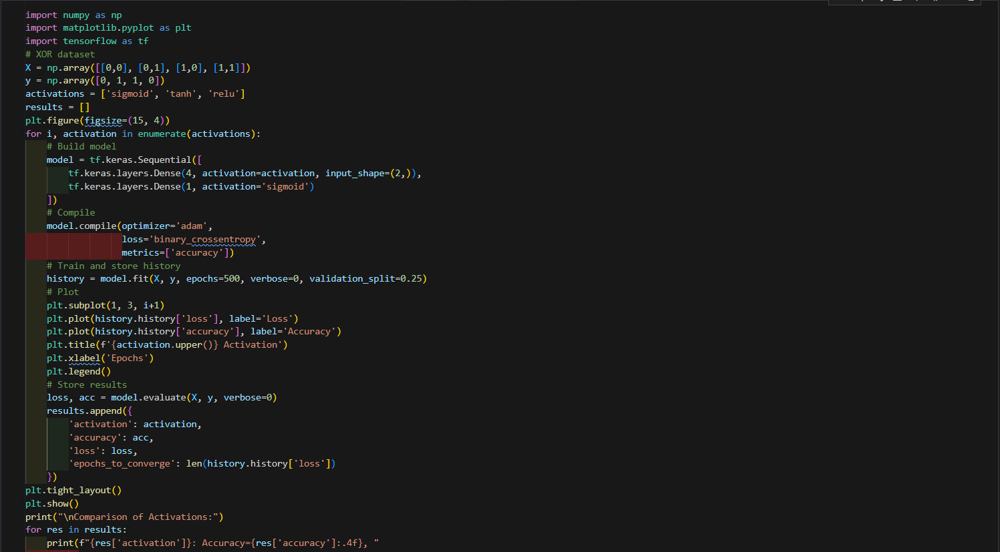 import numpy as np
import matplotlib.pyplot as plt
import tensorflow as tf
# XOR dataset
X = np.array([[0,0], [0,1], [1,0], [1,1]])
y = np.array([0, 1, 1, 0])
activations = ['sigmoid', 'tanh', 'relu']
results = []
plt.figure(figsize=(15, 4))
for i, activation in enumerate(activations):
    # Build model
    model = tf.keras.Sequential([
        tf.keras.layers.Dense(4, activation=activation, input_shape=(2,)),
        tf.keras.layers.Dense(1, activation='sigmoid')
    ])
    # Compile
    model.compile(optimizer='adam',
                  loss='binary_crossentropy',
                  metrics=['accuracy'])
    # Train and store history
    history = model.fit(X, y, epochs=500, verbose=0, validation_split=0.25)
    # Plot
    plt.subplot(1, 3, i+1)
    plt.plot(history.history['loss'], label='Loss')
    plt.plot(history.history['accuracy'], label='Accuracy')
    plt.title(f'{activation.upper()} Activation')
    plt.xlabel('Epochs')
    plt.legend()
    # Store results
    loss, acc = model.evaluate(X, y, verbose=0)
    results.append({
        'activation': activation,
        'accuracy': acc,
        'loss': loss,
        'epochs_to_converge': len(history.history['loss'])
    })
plt.tight_layout()
plt.show()
print("\nComparison of Activations:")
for res in results:
    print(f"{res['activation']}: Accuracy={res['accuracy']:.4f}, "